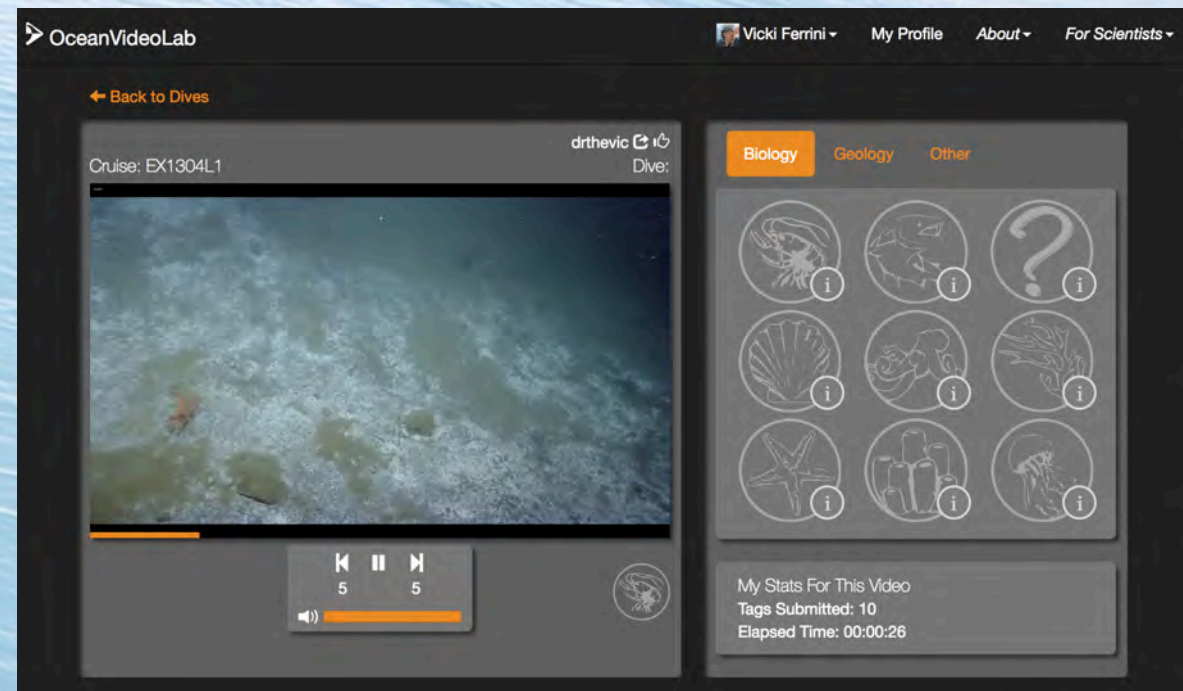 OceanVideoLab
Vicki Ferrini My Profile About For Scientists
Back to Dives
drthevic
Cruise: EX1304L1 Dive:
5 5
Biology Geology Other
? i i i
i i i
i i i
My Stats For This Video
Tags Submitted: 10
Elapsed Time: 00:00:26